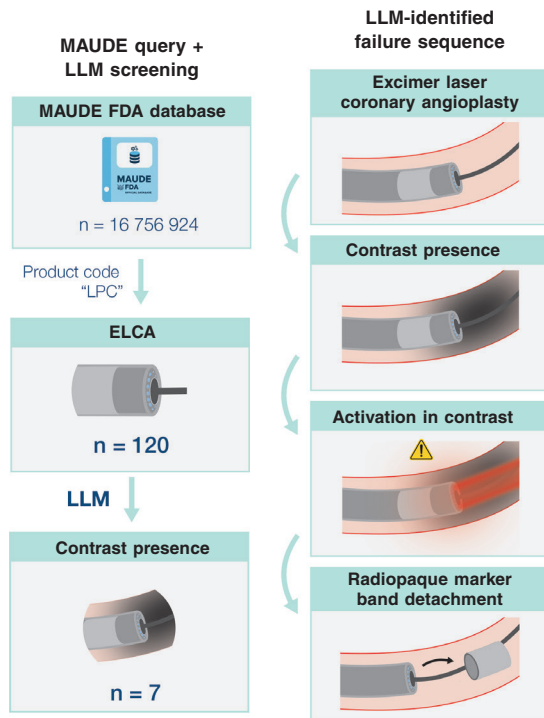 MAUDE query +
LLM screening
MAUDE FDA database
MAUDE
FDA
n = 16 756 924
Product code
“LPC”
ELCA
n = 120
LLM
Contrast presence
n = 7
LLM-identified
failure sequence
Excimer laser
coronary angioplasty
Contrast presence
Activation in contrast
Radiopaque marker
band detachment